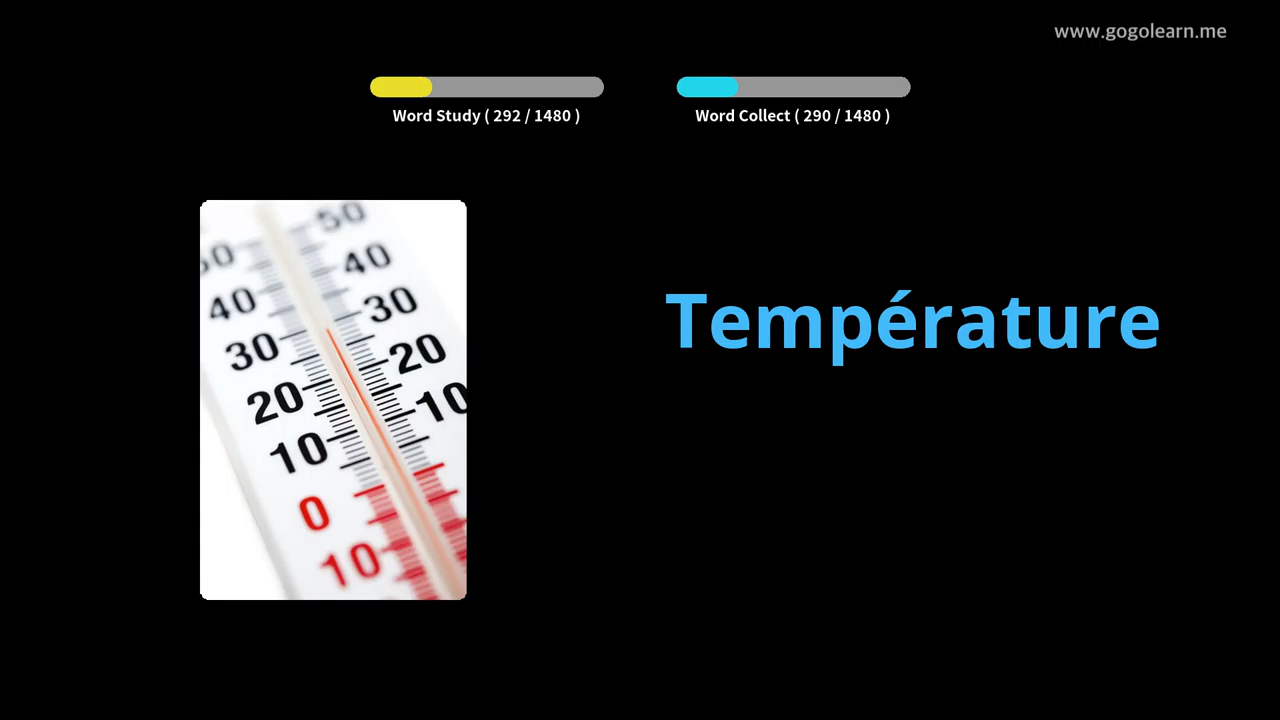 www.gogolearn.me
Word Study ( 292 / 1480 )
Word Collect ( 290 / 1480 )
Température
50
40
40
30
30
20
20
10
10
0
10